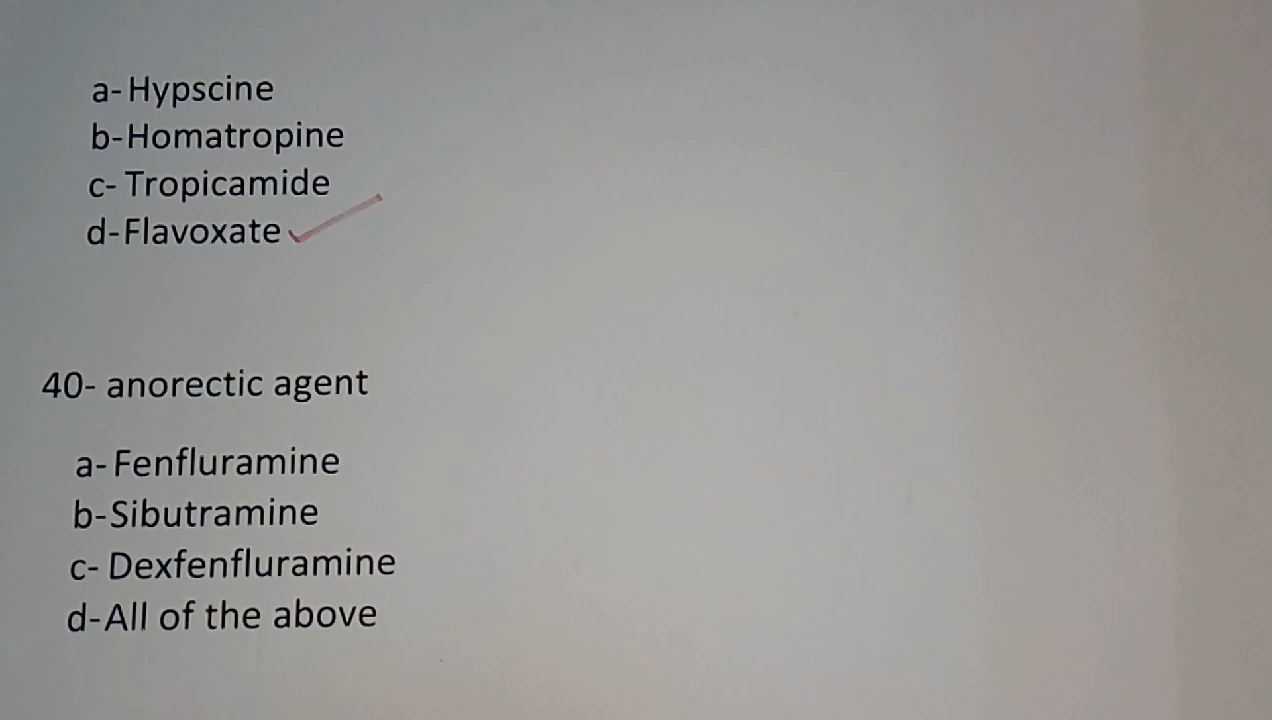 a- Hypscine
b-Homatropine
c- Tropicamide
d-Flavoxate
40- anorectic agent
a- Fenfluramine
b-Sibutramine
c- Dexfenfluramine
d-All of the above